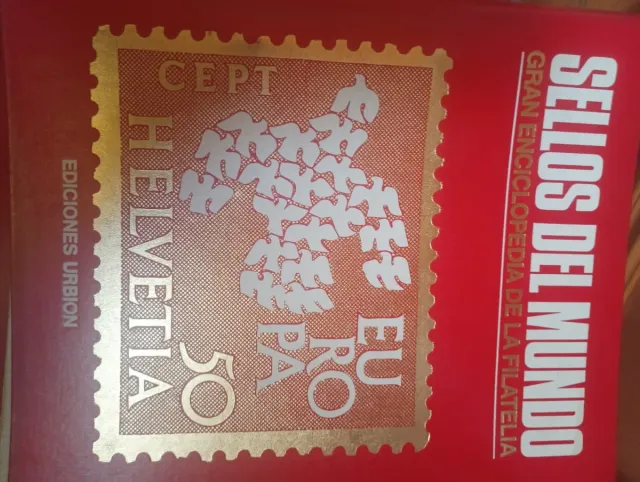 SELLOS DEL MUNDO
GRAN ENCICLOPEDIA DE LA FILATELIA
EU
RO
PA
50
CEPT
HELVETIA
EDICIONES URBION